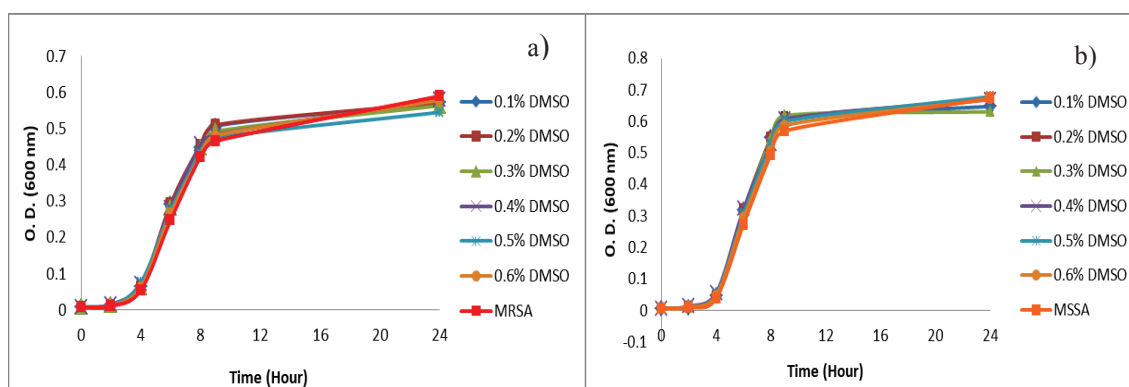 a)
0.7
0.6
0.5
0.4
0.3
0.2
0.1
0
O. D. (600 nm)
0 4 8 12 16 20 24
Time (Hour)
0.1% DMSO
0.2% DMSO
0.3% DMSO
0.4% DMSO
0.5% DMSO
0.6% DMSO
MRSA
b)
0.8
0.7
0.6
0.5
0.4
0.3
0.2
0.1
0
-0.1
O. D. (600 nm)
0 4 8 12 16 20 24
Time (Hour)
0.1% DMSO
0.2% DMSO
0.3% DMSO
0.4% DMSO
0.5% DMSO
0.6% DMSO
MSSA